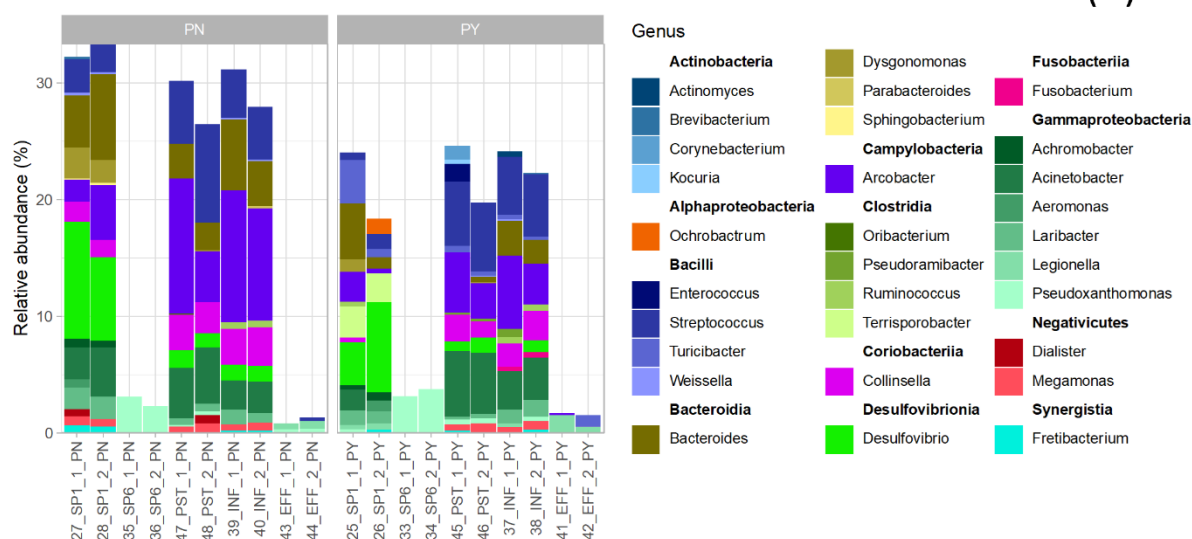 PN
PY
Relative abundance (%)
30
20
10
0
27_SP1_1_PN
28_SP1_2_PN
35_SP6_1_PN
36_SP6_2_PN
47_PST_1_PN
48_PST_2_PN
39_INF_1_PN
40_INF_2_PN
43_EFF_1_PN
44_EFF_2_PN
25_SP1_1_PY
26_SP1_2_PY
33_SP6_1_PY
34_SP6_2_PY
45_PST_1_PY
46_PST_2_PY
37_INF_1_PY
38_INF_2_PY
41_EFF_1_PY
42_EFF_2_PY
Genus
Actinobacteria
Actinomyces
Brevibacterium
Corynebacterium
Kocuria
Alphaproteobacteria
Ochrobactrum
Bacilli
Enterococcus
Streptococcus
Turicibacter
Weissella
Bacteroidia
Bacteroides
Dysgonomonas
Parabacteroides
Sphingobacterium
Campylobacteria
Arcobacter
Clostridia
Oribacterium
Pseudoramibacter
Ruminococcus
Terrisporobacter
Coriobacteriia
Collinsella
Desulfovibrionia
Desulfovibrio
Fusobacteriia
Fusobacterium
Gammaproteobacteria
Achromobacter
Acinetobacter
Aeromonas
Laribacter
Legionella
Pseudoxanthomonas
Negativicutes
Dialister
Megamonas
Synergistia
Fretibacterium